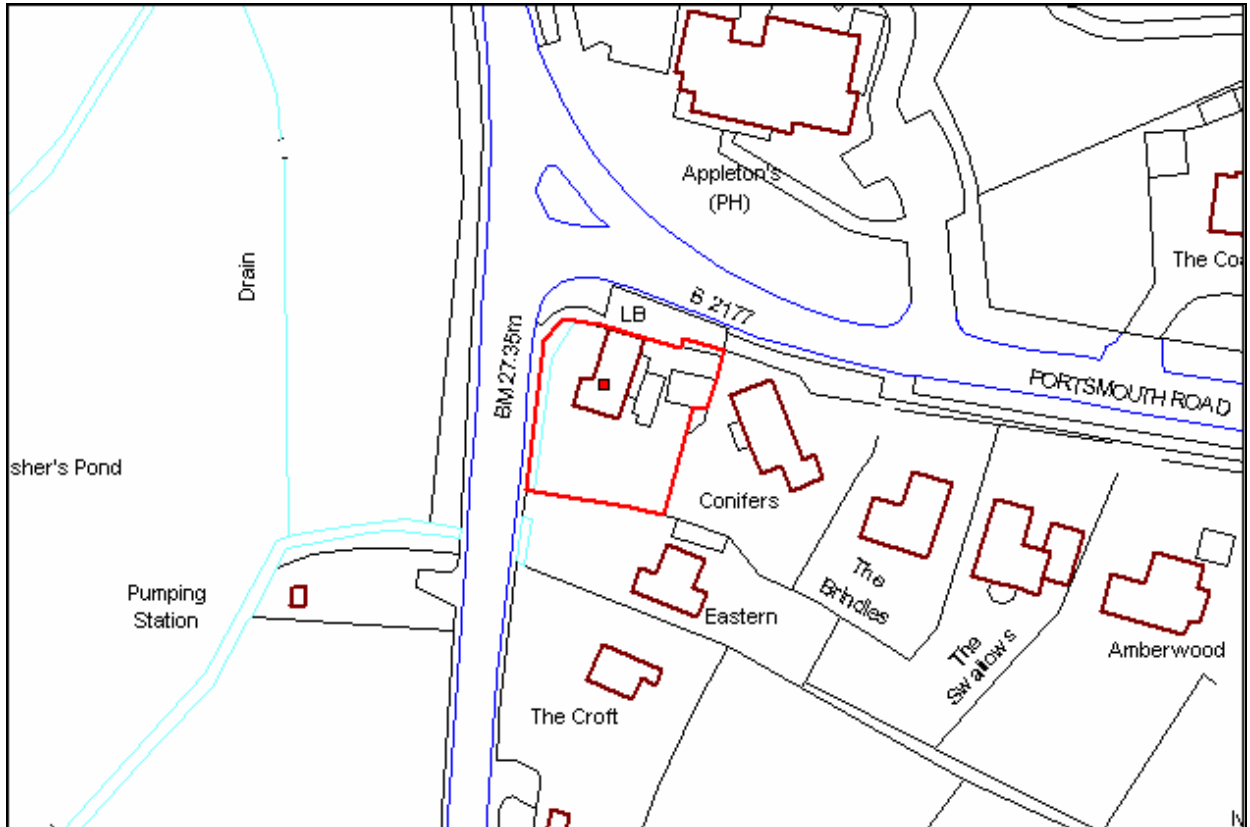 Appleton's
(PH)
The Coa
Drain
B 2177
LB
BM 27.35m
PORTSMOUTH ROAD
sher's Pond
Conifers
The
Brindles
Pumping
Station
Eastern
The
Swallows
Amberwood
The Croft